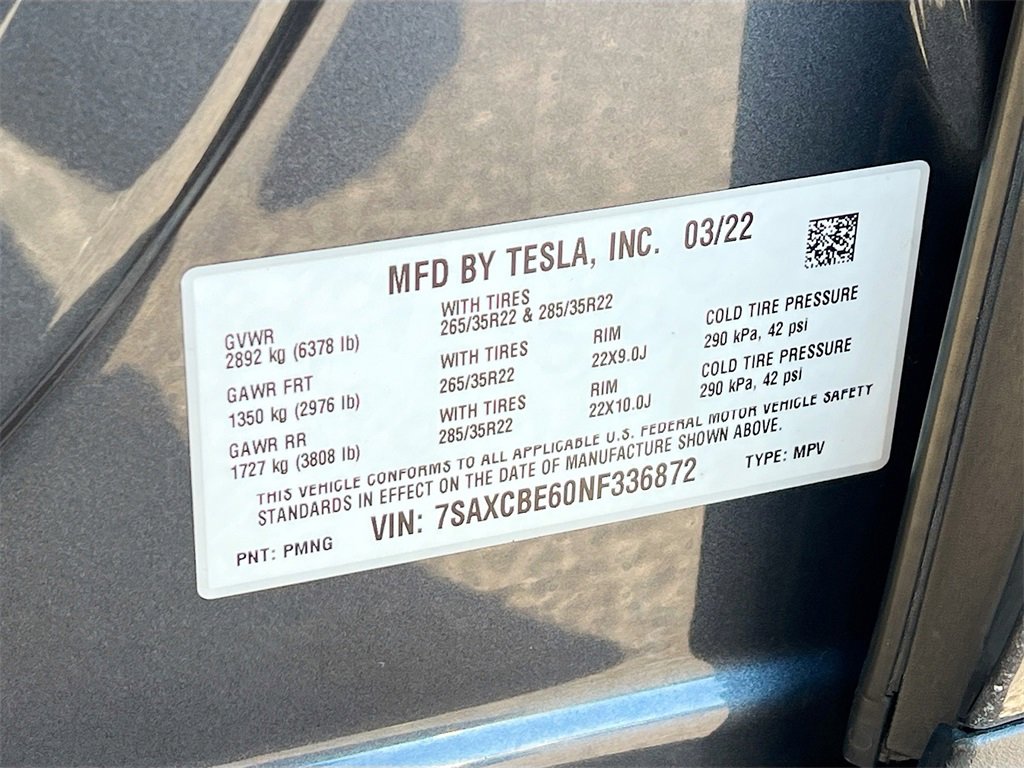 MFD BY TESLA, INC. 03/22
GVWR
2892 kg (6378 lb)
WITH TIRES
265/35R22 & 285/35R22
GAWR FRT
1350 kg (2976 lb)
WITH TIRES
265/35R22
RIM
22X9.0J
COLD TIRE PRESSURE
290 kPa, 42 psi
GAWR RR
1727 kg (3808 lb)
WITH TIRES
285/35R22
RIM
22X10.0J
COLD TIRE PRESSURE
290 kPa, 42 psi
THIS VEHICLE CONFORMS TO ALL APPLICABLE U.S. FEDERAL MOTOR VEHICLE SAFETY
STANDARDS IN EFFECT ON THE DATE OF MANUFACTURE SHOWN ABOVE.
VIN: 7SAXCBE60NF336872
TYPE: MPV
PNT: PMNG